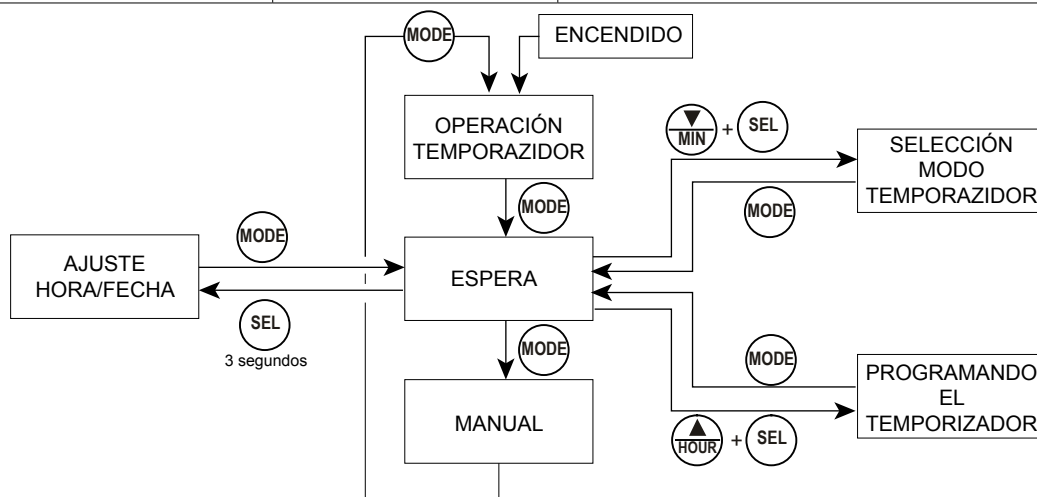 MODE
ENCENDIDO
OPERACIÓN
TEMPORAZIDOR
MIN
+
SEL
SELECCIÓN
MODO
TEMPORAZIDOR
MODE
MODE
MODE
AJUSTE
HORA/FECHA
ESPERA
SEL
3 segundos
MODE
MODE
PROGRAMANDO
EL
TEMPORIZADOR
MANUAL
HOUR
+
SEL